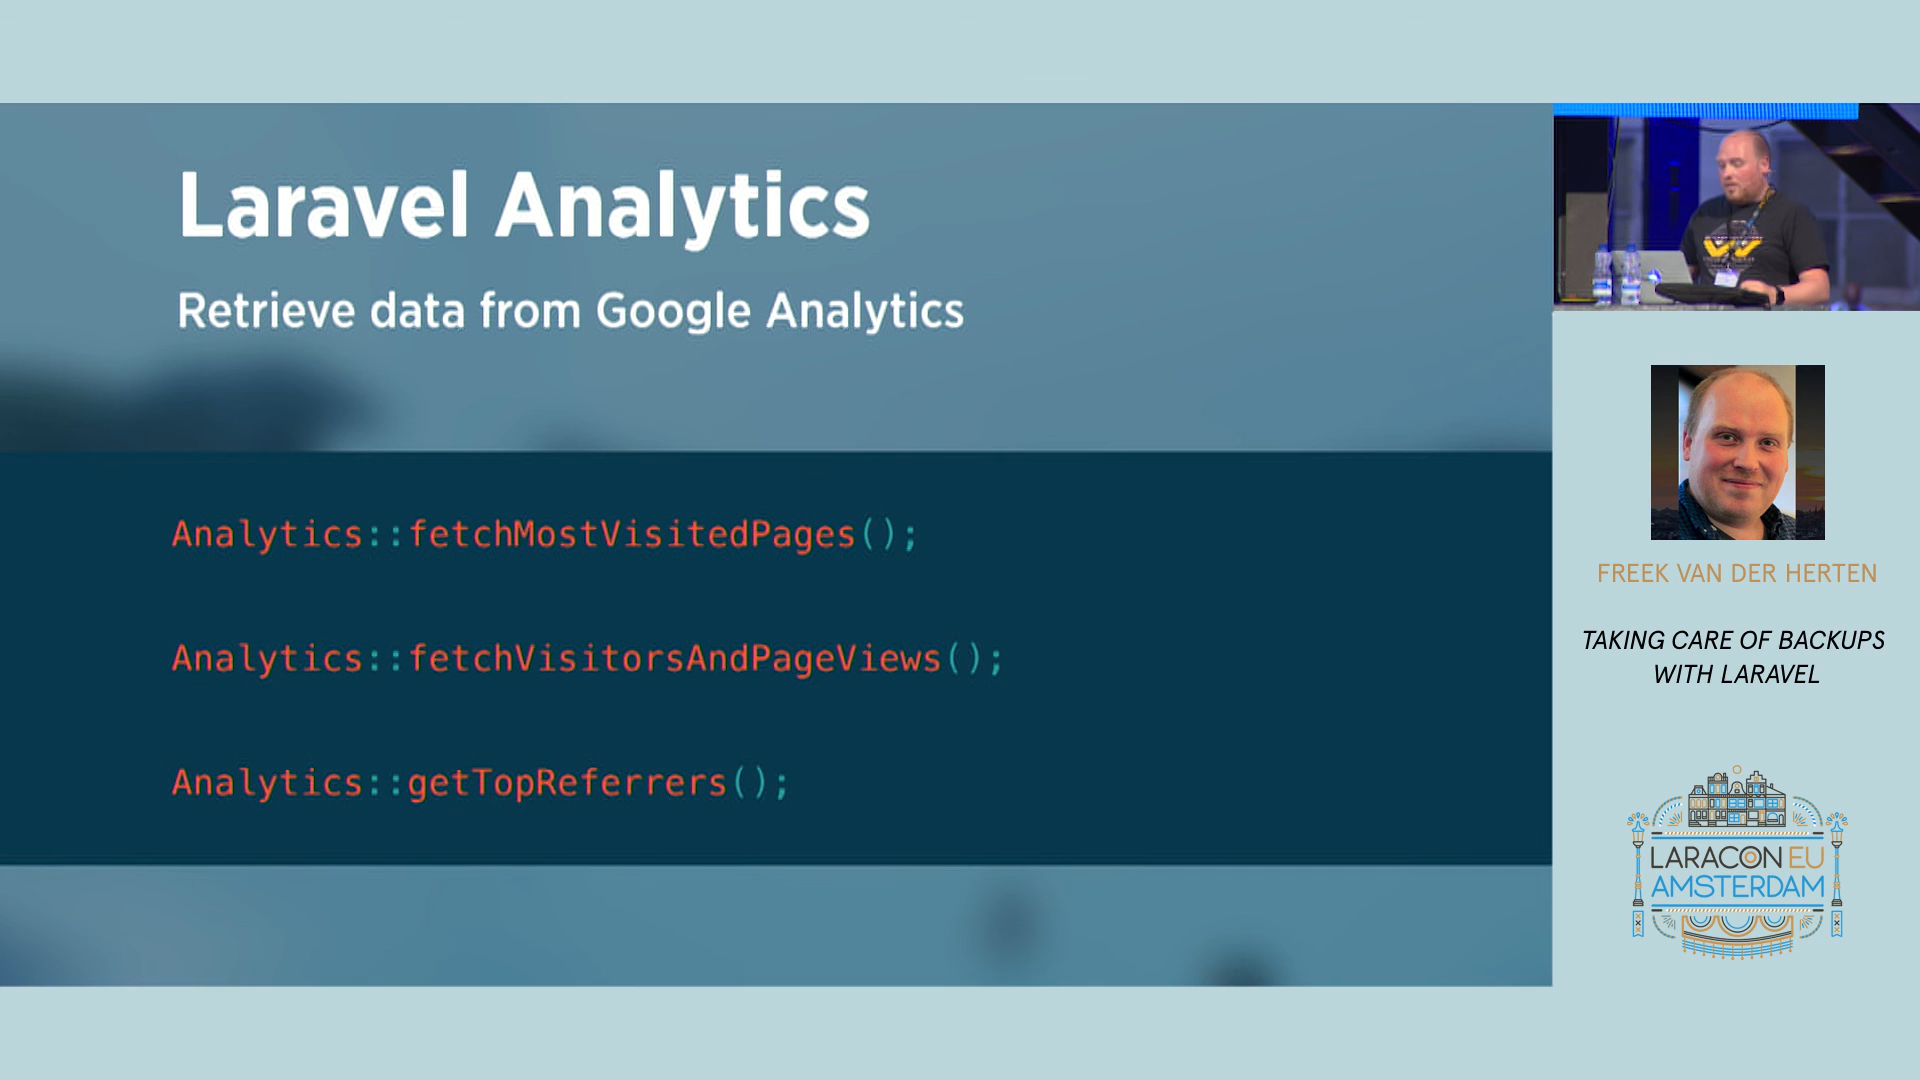 Laravel Analytics
Retrieve data from Google Analytics
Analytics::fetchMostVisitedPages();
Analytics::fetchVisitorsAndPageViews();
Analytics::getTopReferrers();
FREEK VAN DER HERTEN
TAKING CARE OF BACKUPS
WITH LARAVEL
LARACON EU
AMSTERDAM